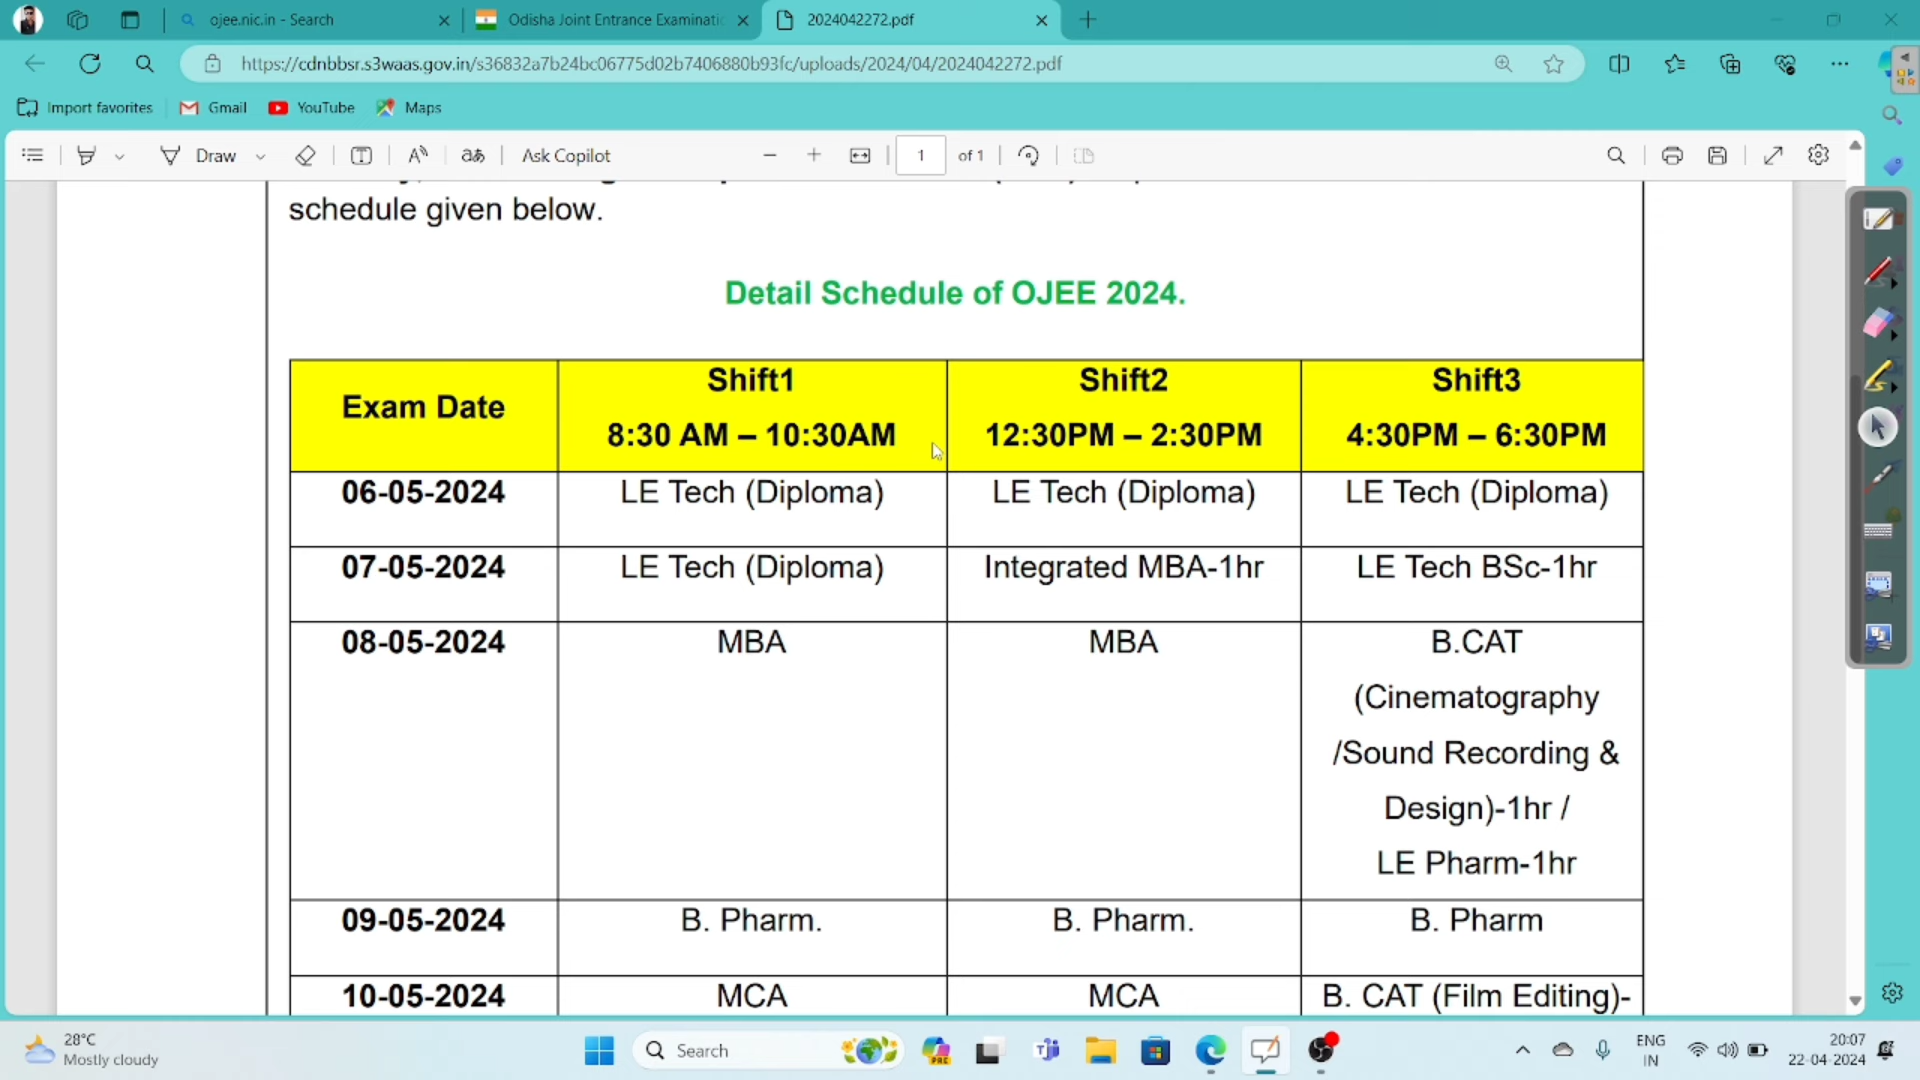 ojee.nic.in - Search
Odisha Joint Entrance Examinati
2024042272.pdf
https://cdnbbsr.s3waas.gov.in/s36832a7b24bc06775d02b7406880b93fc/uploads/2024/04/2024042272.pdf
Import favorites
Gmail
YouTube
Maps
Draw
Ask Copilot
1
of 1
schedule given below.
Detail Schedule of OJEE 2024.
Exam Date
Shift1
8:30 AM – 10:30AM
Shift2
12:30PM – 2:30PM
Shift3
4:30PM – 6:30PM
06-05-2024
LE Tech (Diploma)
LE Tech (Diploma)
LE Tech (Diploma)
07-05-2024
LE Tech (Diploma)
Integrated MBA-1hr
LE Tech BSc-1hr
08-05-2024
MBA
MBA
B.CAT
(Cinematography
/Sound Recording &
Design)-1hr /
LE Pharm-1hr
09-05-2024
B. Pharm.
B. Pharm.
B. Pharm
10-05-2024
MCA
MCA
B. CAT (Film Editing)-
28°C
Mostly cloudy
Search
ENG
IN
20:07
22-04-2024